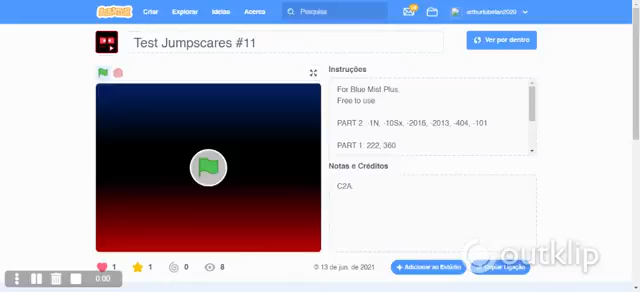 SCRATCH
Criar
Explorar
Ideias
Acerca
Pesquisa
arthurtutorial2020
Test Jumpscares #11
Ver por dentro
Instruções
For Blue Mist Plus.
Free to use
PART 2: -1N, -10Sx, -2016, -2013, -404, -101
PART 1: 222, 360
Notas e Créditos
C2A.
1
1
0
8
© 13 de jun. de 2021
Adicionar ao Estúdio
Copiar Ligação
outklip
0:00